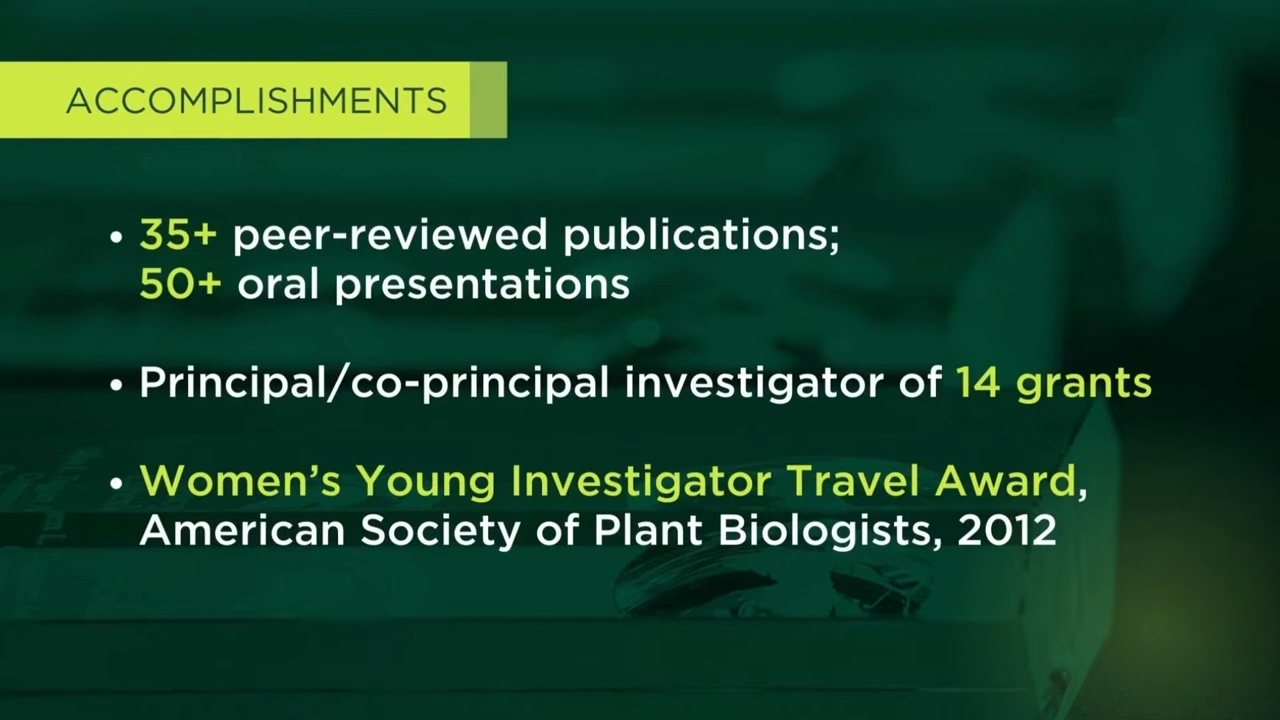 ACCOMPLISHMENTS
• 35+ peer-reviewed publications;
50+ oral presentations
• Principal/co-principal investigator of 14 grants
• Women’s Young Investigator Travel Award,
American Society of Plant Biologists, 2012